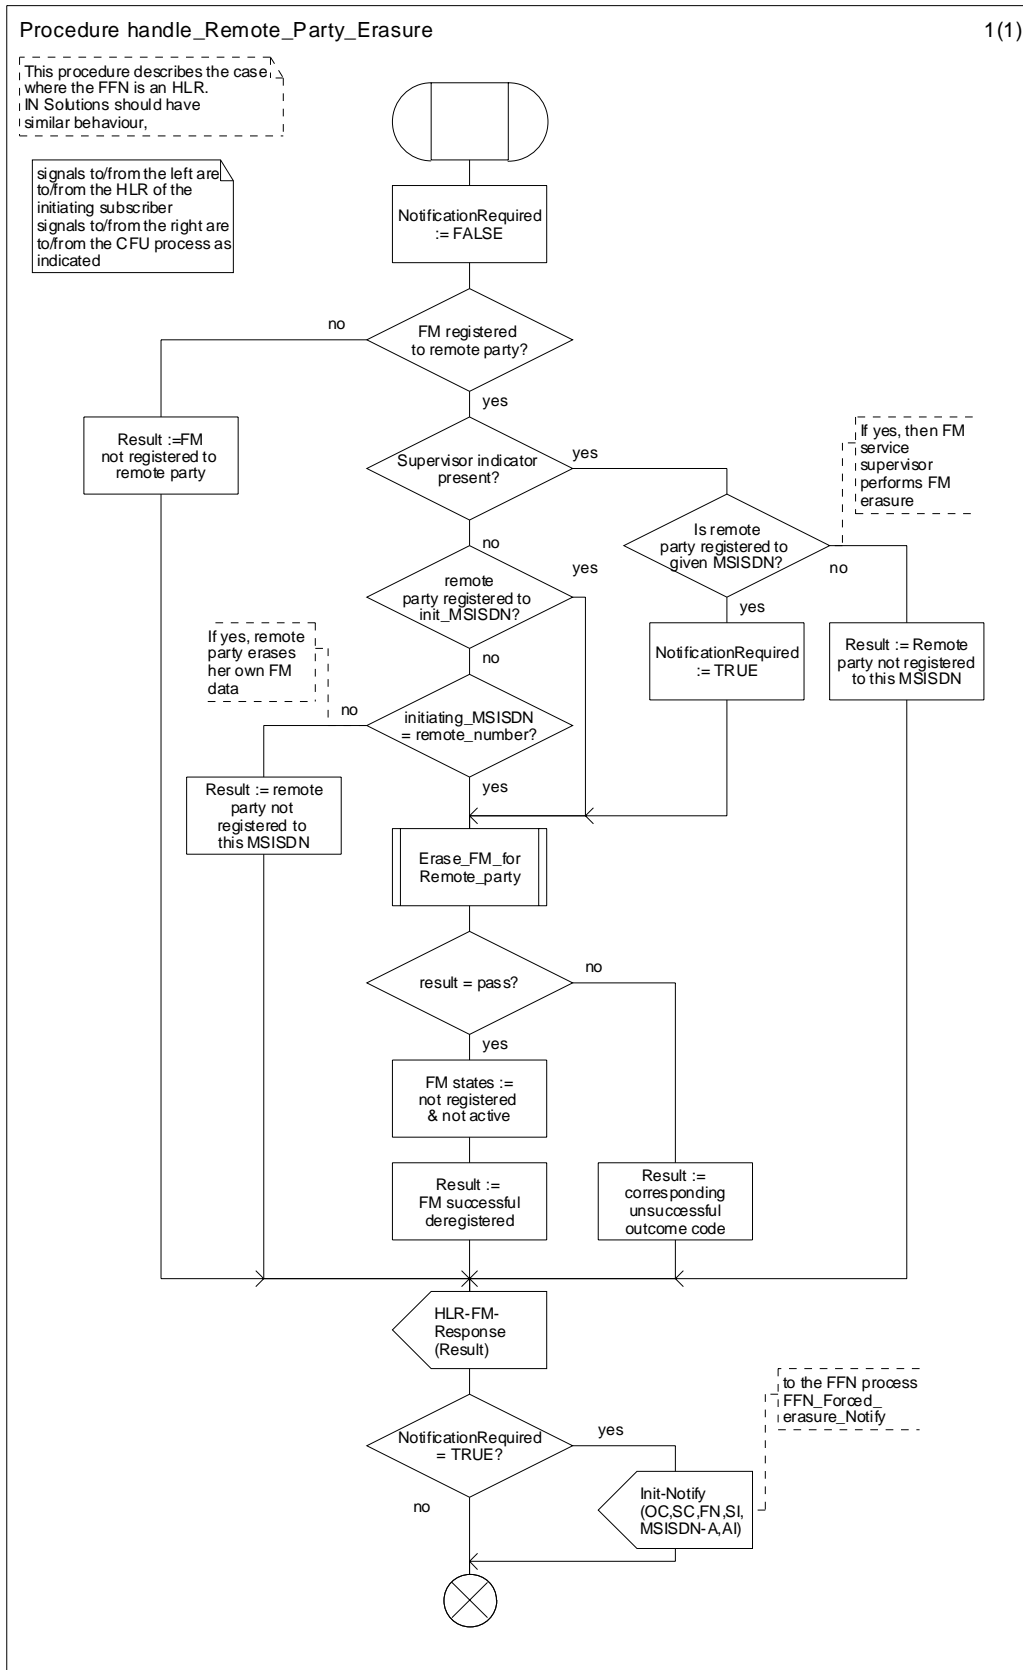 Procedure handle_Remote_Party_Erasure
1(1)
This procedure describes the case
where the FFN is an HLR.
IN Solutions should have
similar behaviour,
signals to/from the left are
to/from the HLR of the
initiating subscriber
signals to/from the right are
to/from the CFU process as
indicated
NotificationRequired
:= FALSE
no
FM registered
to remote party?
yes
Result :=FM
not registered to
remote party
Supervisor indicator
present?
yes
If yes, then FM
service
supervisor
performs FM
erasure
no
Is remote
party registered to
given MSISDN?
no
yes
remote
party registered to
init_MSISDN?
yes
no
If yes, remote
party erases
her own FM
data
NotificationRequired
:= TRUE
Result := Remote
party not registered
to this MSISDN
no
initiating_MSISDN
= remote_number?
yes
Result := remote
party not
registered to
this MSISDN
Erase_FM_for
Remote_party
result = pass?
no
yes
FM states :=
not registered
& not active
Result :=
FM successful
deregistered
Result :=
corresponding
unsuccessful
outcome code
HLR-FM-
Response
(Result)
to the FFN process
FFN_Forced_
erasure_Notify
NotificationRequired
= TRUE?
yes
no
Init-Notify
(OC,SC,FN,SI,
MSISDN-A,AI)